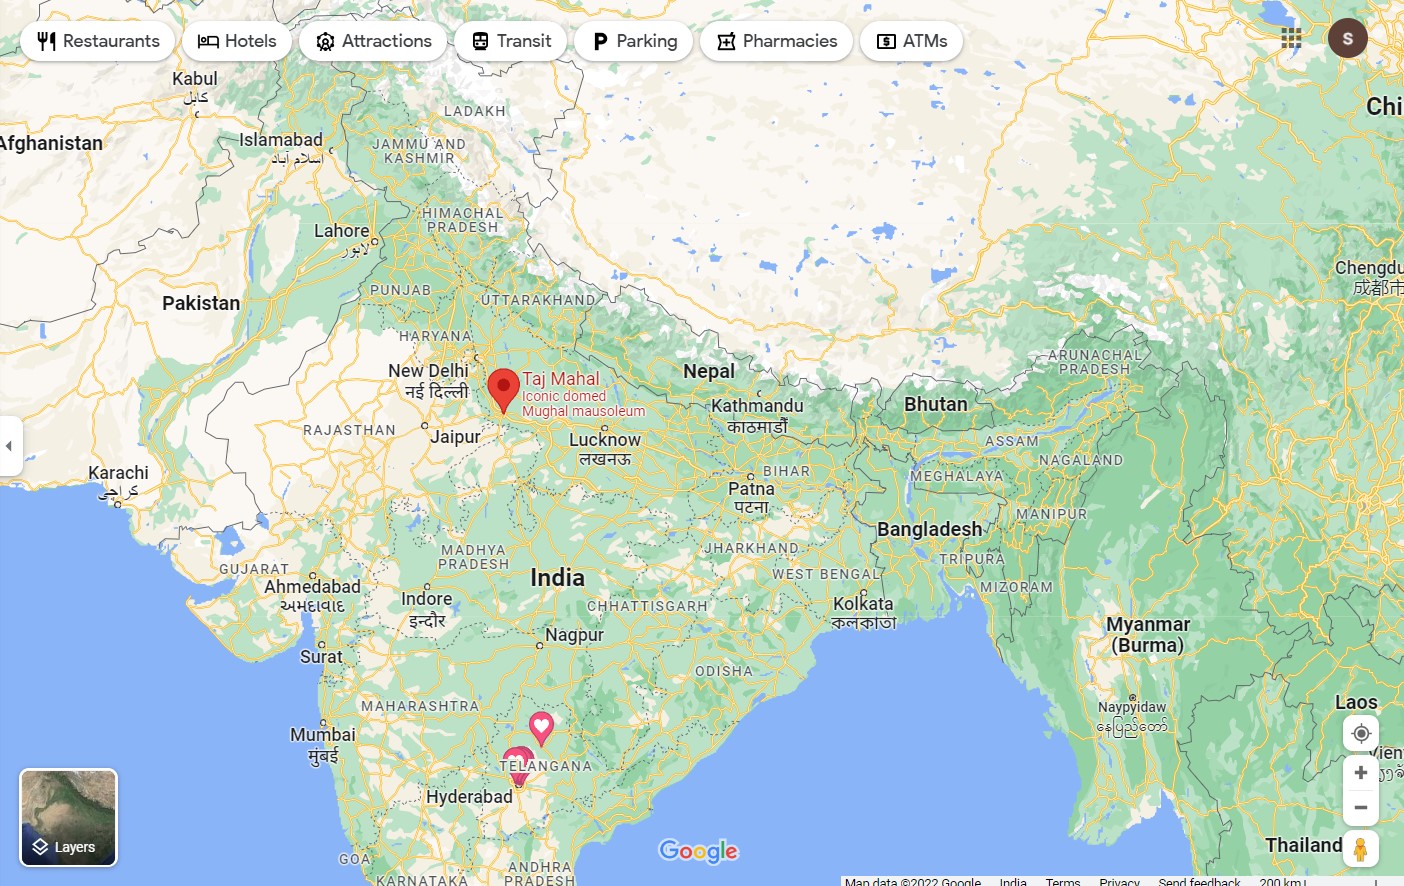 Restaurants
Hotels
Attractions
Transit
Parking
Pharmacies
ATMs
S
Kabul
کابل
LADAKH
Chi
Afghanistan
Islamabad
اسلام آباد
JAMMU AND
KASHMIR
HIMACHAL
PRADESH
Lahore
لاہور
Chengdu
成都市
PUNJAB
UTTARAKHAND
Pakistan
HARYANA
ARUNACHAL
PRADESH
New Delhi
नई दिल्ली
Taj Mahal
Iconic domed
Mughal mausoleum
Nepal
Kathmandu
काठमाडौं
Bhutan
RAJASTHAN
Jaipur
Lucknow
लखनऊ
ASSAM
NAGALAND
Karachi
کراچی
BIHAR
MEGHALAYA
Patna
पटना
MANIPUR
Bangladesh
MADHYA
PRADESH
JHARKHAND
TRIPURA
GUJARAT
India
WEST BENGAL
MIZORAM
Ahmedabad
અમદાવાદ
Indore
इन्दौर
CHHATTISGARH
Kolkata
কলকাতা
Nagpur
Myanmar
(Burma)
Surat
ODISHA
MAHARASHTRA
Naypyidaw
နေပြည်တော်
Laos
Mumbai
मुंबई
TELANGANA
Hyderabad
Layers
Google
Thailand
GOA
ANDHRA
PRADESH
KARNATAKA
Map data ©2022 Google
India
Terms
Privacy
Send feedback
200 km